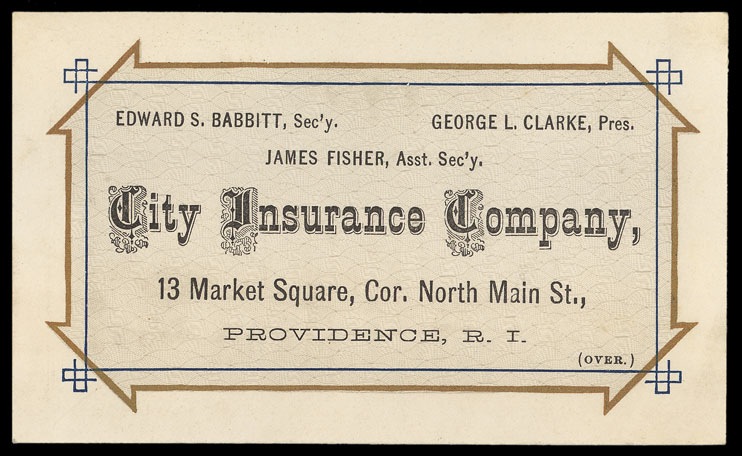 EDWARD S. BABBITT, Sec'y. GEORGE L. CLARKE, Pres.
JAMES FISHER, Asst. Sec'y.
City Insurance Company,
13 Market Square, Cor. North Main St.,
PROVIDENCE, R. I.
(OVER.)